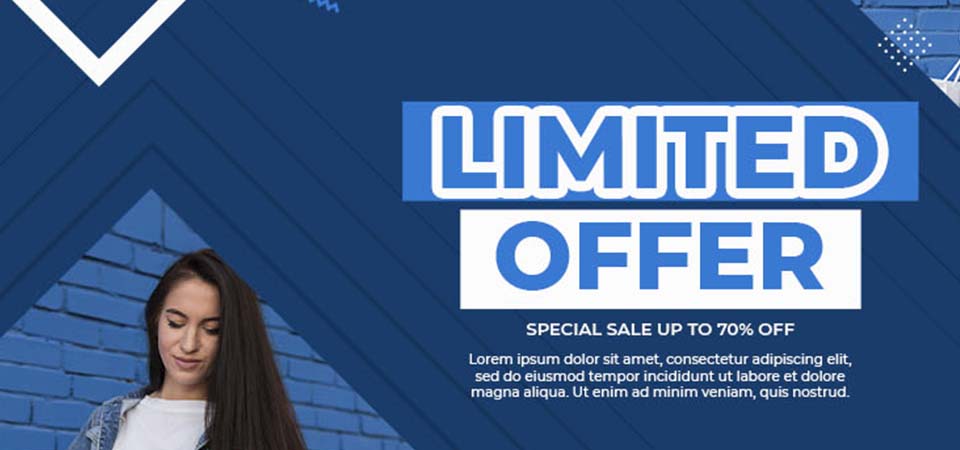 LIMITED
OFFER
SPECIAL SALE UP TO 70% OFF
Lorem ipsum dolor sit amet, consectetur adipiscing elit,
sed do eiusmod tempor incididunt ut labore et dolore
magna aliqua. Ut enim ad minim veniam, quis nostrud.